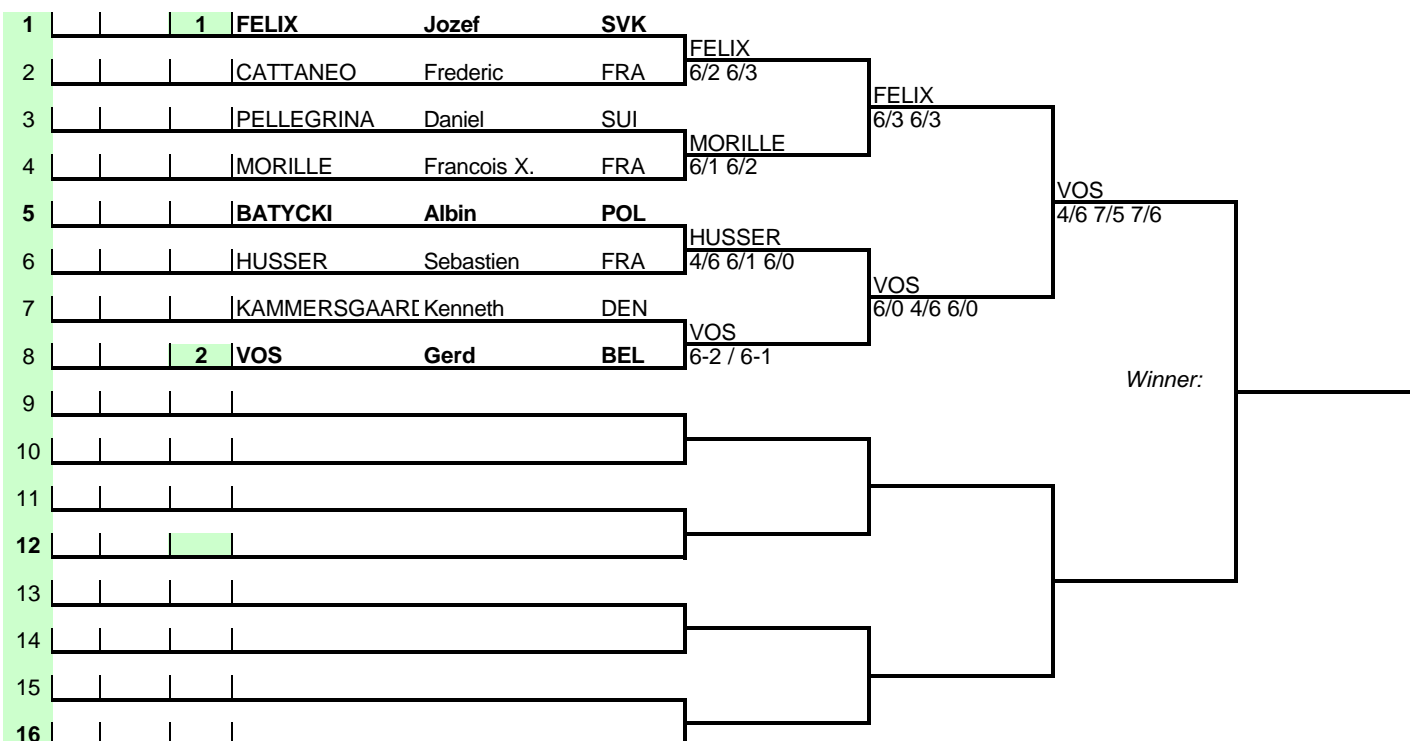 1 1 FELIX Jozef SVK
FELIX
2 CATTANEO Frederic FRA 6/2 6/3
FELIX
3 PELLEGRINA Daniel SUI 6/3 6/3
MORILLE
4 MORILLE Francois X. FRA 6/1 6/2
VOS
5 BATYCKI Albin POL 4/6 7/5 7/6
HUSSER
6 HUSSER Sebastien FRA 4/6 6/1 6/0
VOS
7 KAMMERSGAARD Kenneth DEN 6/0 4/6 6/0
VOS
8 2 VOS Gerd BEL 6-2 / 6-1
Winner:
9
10
11
12
13
14
15
16